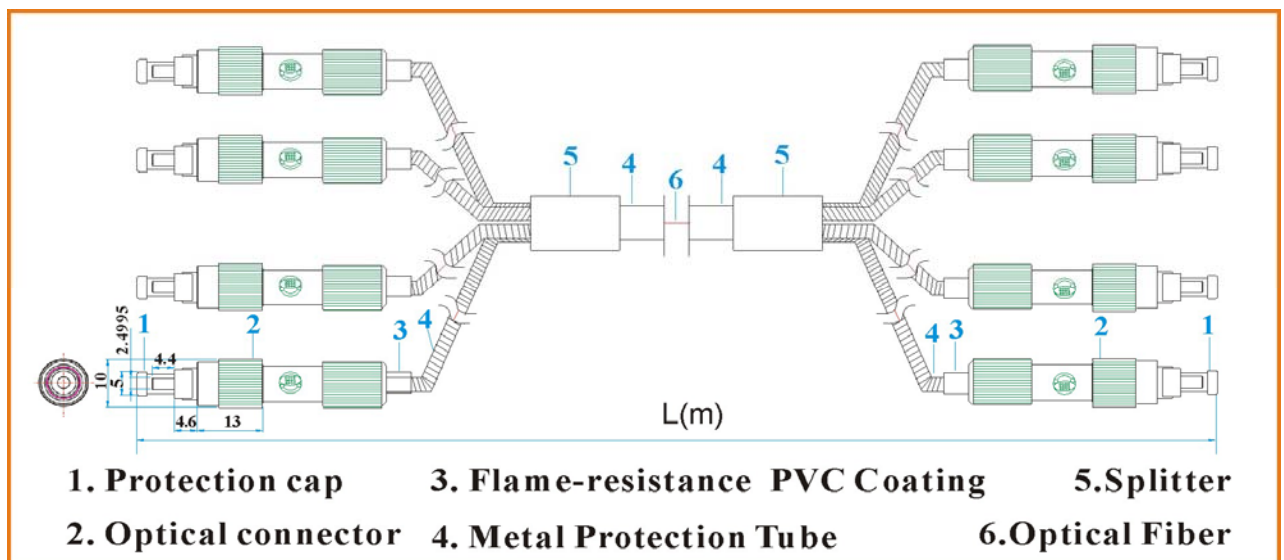 5
4
6
4
5
1
2
3
4
4
3
2
1
2.4995
4.4
10
5
4.6
13
L(m)
1. Protection cap
3. Flame-resistance PVC Coating
5.Splitter
2. Optical connector
4. Metal Protection Tube
6.Optical Fiber